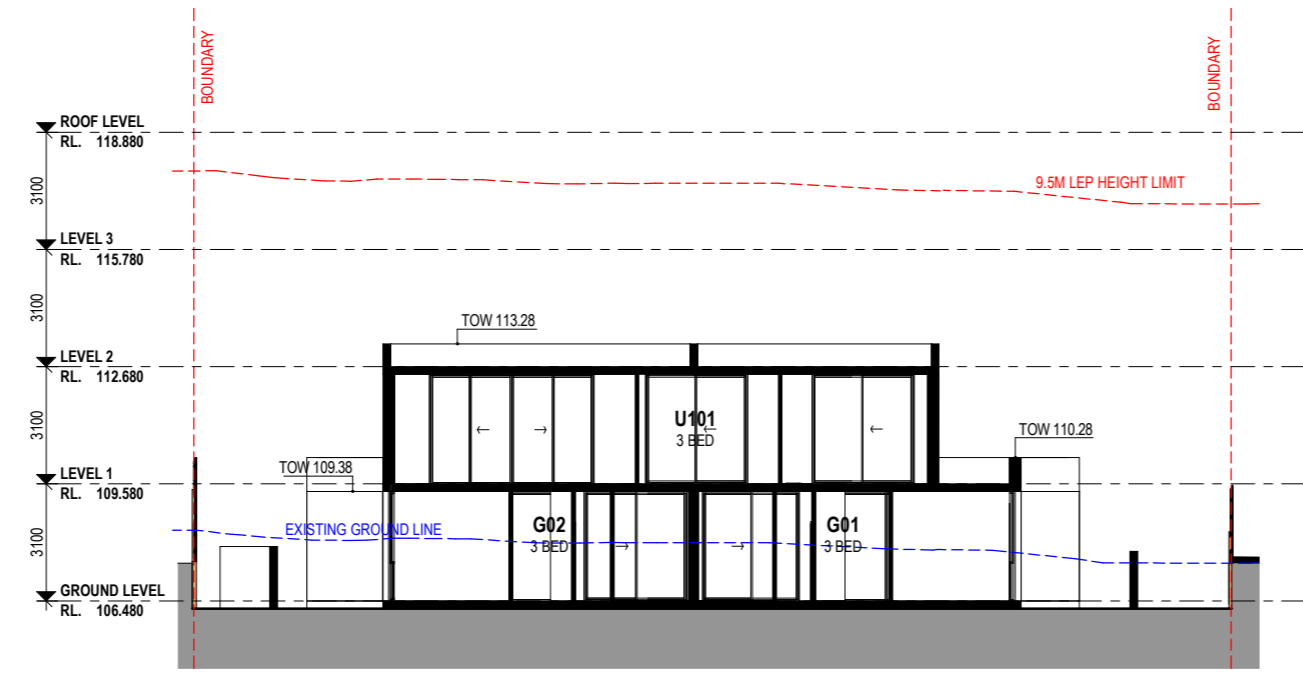 BOUNDARY
BOUNDARY
ROOF LEVEL
RL. 118.880
3100
9.5M LEP HEIGHT LIMIT
LEVEL 3
RL. 115.780
3100
TOW 113.28
LEVEL 2
RL. 112.680
3100
U101
3 BED
TOW 110.28
LEVEL 1
RL. 109.580
TOW 109.38
3100
EXISTING GROUND LINE
G02
3 BED
G01
3 BED
GROUND LEVEL
RL. 106.480